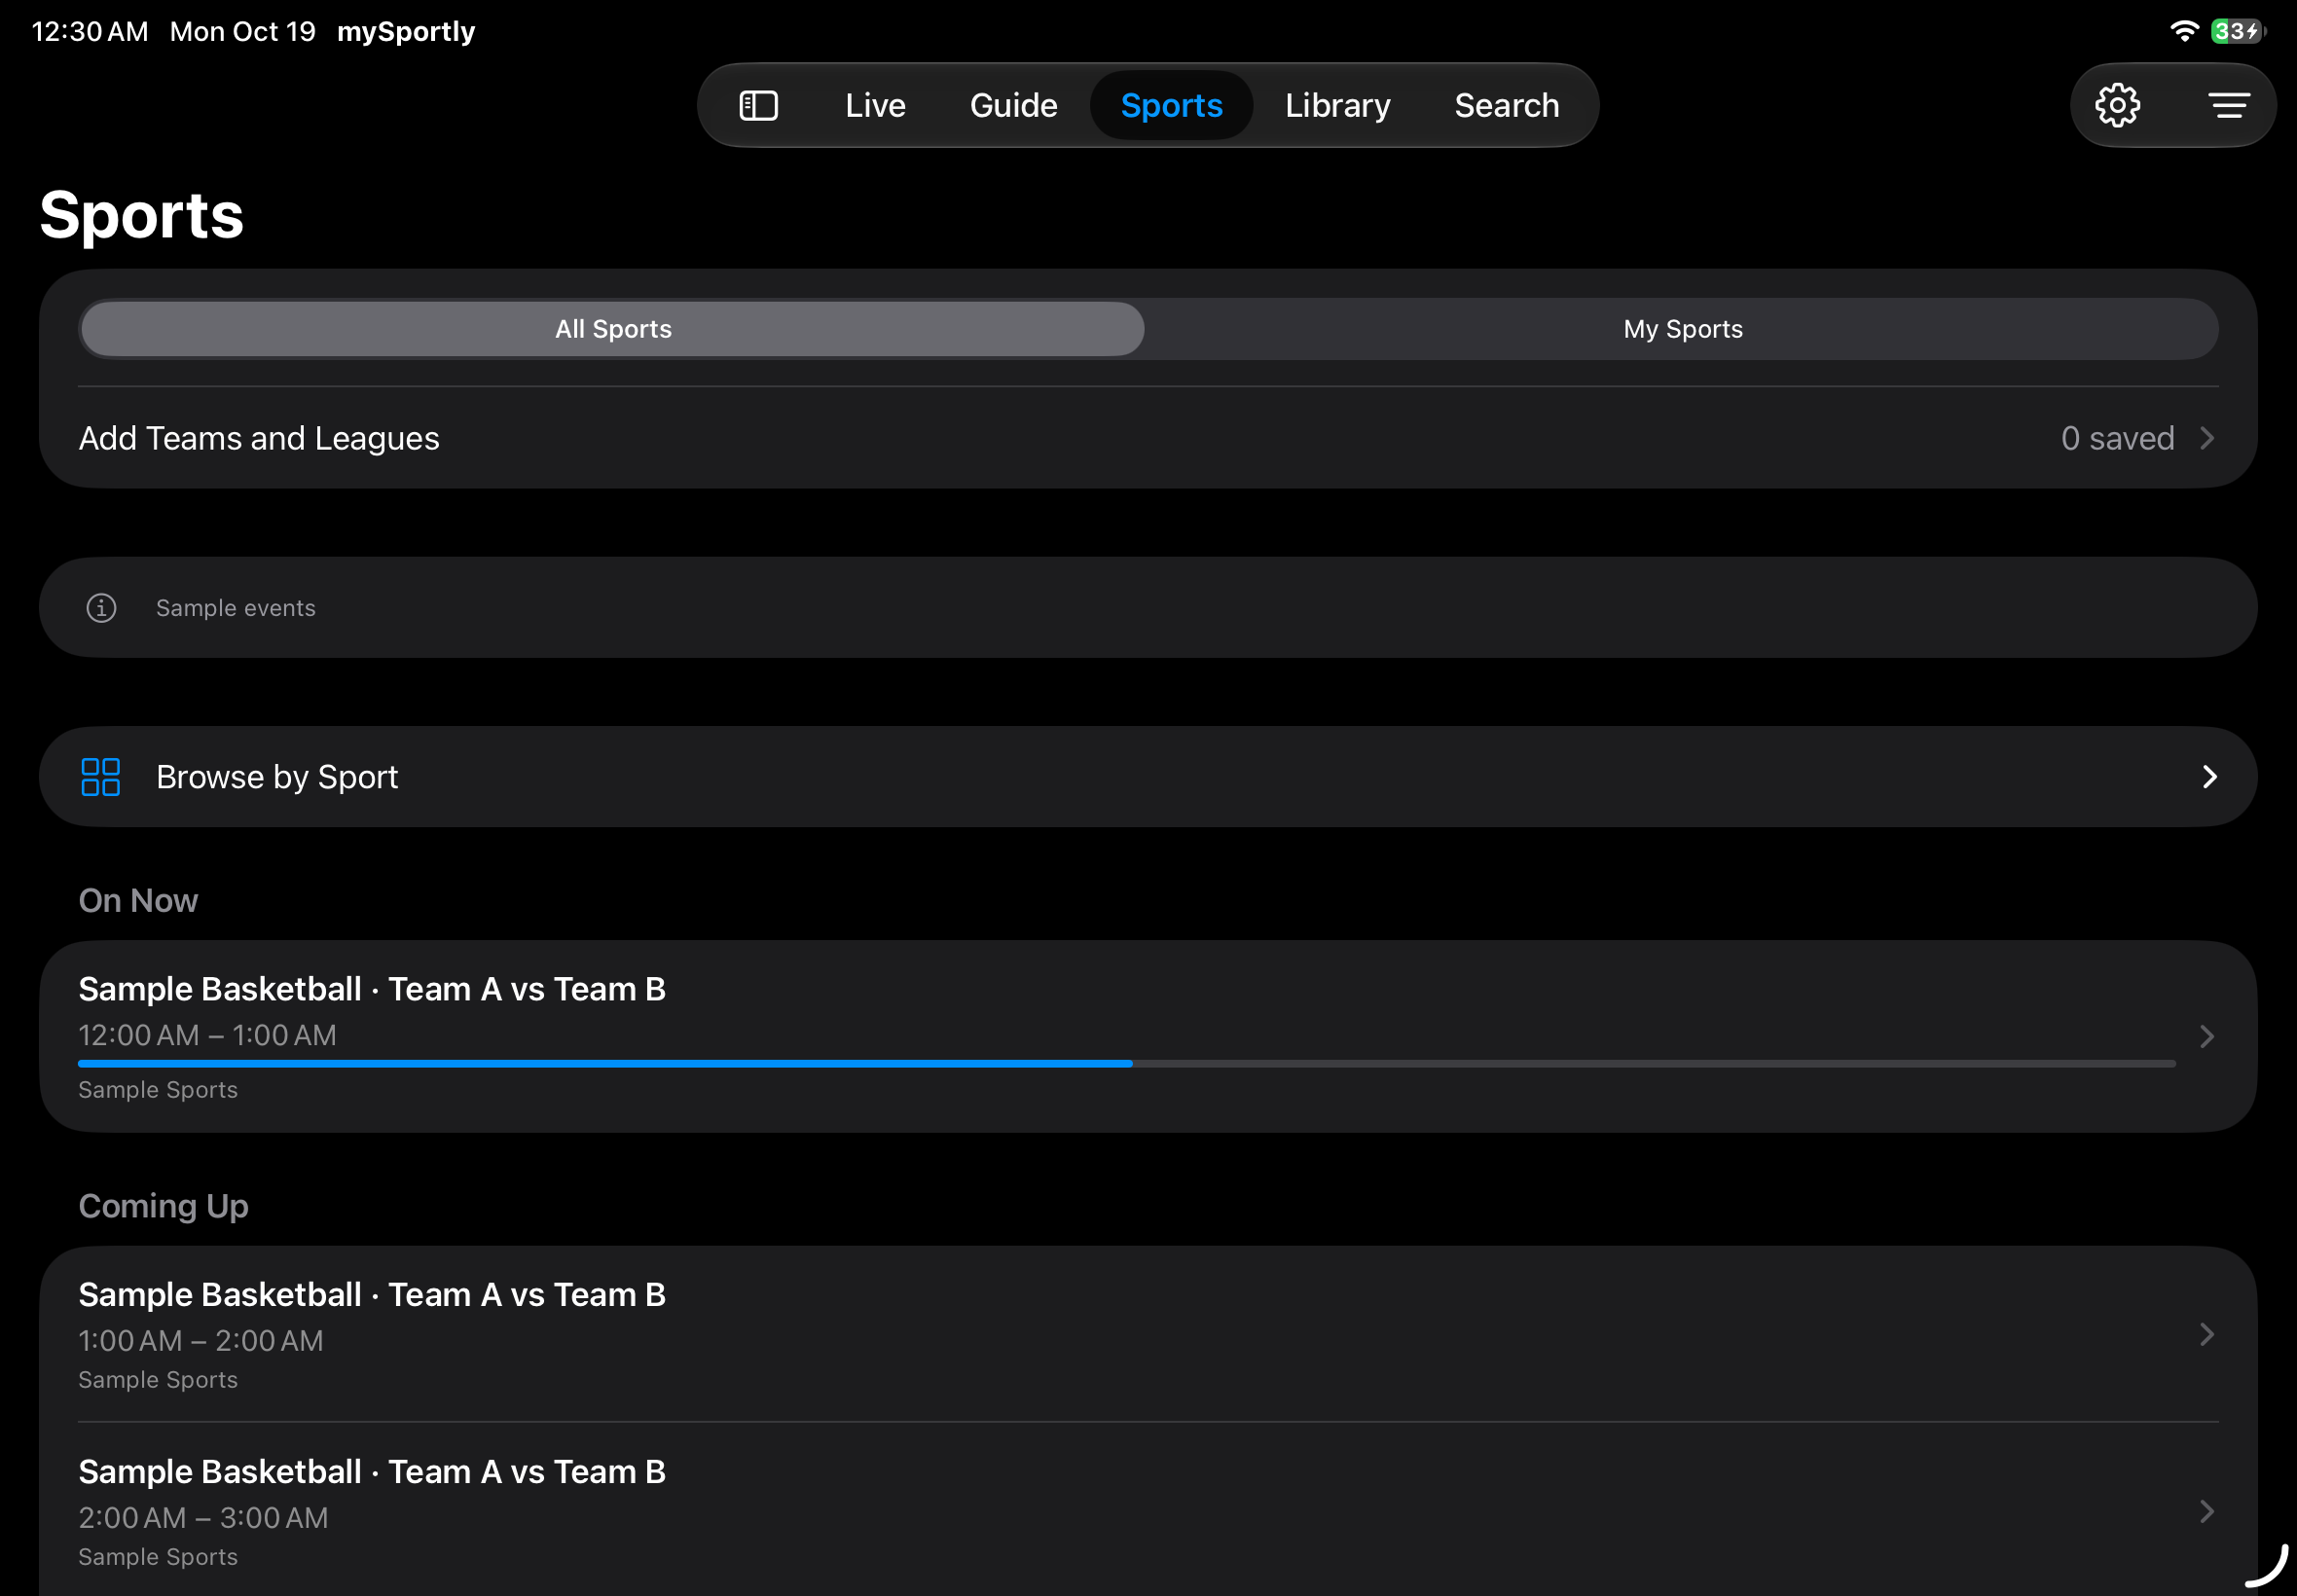 12:30 AM Mon Oct 19 mySportly 33
Live Guide Sports Library Search
Sports
All Sports My Sports
Add Teams and Leagues 0 saved
Sample events
Browse by Sport
On Now
Sample Basketball · Team A vs Team B
12:00 AM – 1:00 AM
Sample Sports
Coming Up
Sample Basketball · Team A vs Team B
1:00 AM – 2:00 AM
Sample Sports
Sample Basketball · Team A vs Team B
2:00 AM – 3:00 AM
Sample Sports